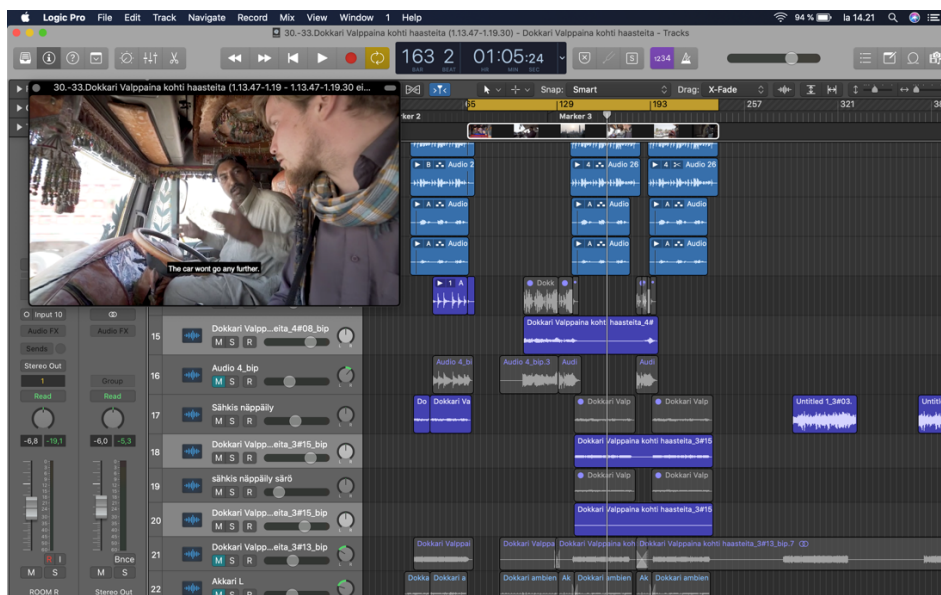 Logic Pro File Edit Track Navigate Record Mix View Window 1 Help 94 % la 14.21
30.-33.Dokkari Valppaina kohti haasteita (1.13.47-1.19.30) - Dokkari Valppaina kohti haasteita - Tracks
163 2 01:05:24
BAR BEAT HR MIN SEC
1234
30.-33.Dokkari Valppaina kohti haasteita (1.13.47-1.19 - 1.13.47-1.19.30 ei...
Snap: Smart Drag: X-Fade
65 129 193 257 321
rker 2 Marker 3
B Audio 2 4 Audio 26 4 Audio 26
A Audio A Audio A Audio
A Audio A Audio A Audio
The car wont go any further.
1 A Dokk
Input 10
Audio FX Audio FX
Sends
Stereo Out
1 Group
Read Read
-6,8 -19,1 -6,0 -5,3
R I Bnce
M S M S
ROOM R Stereo Out
15 Dokkari Valpp...eita_4#08_bip
M S R
Dokkari Valppaina kohti haasteita_4#
16 Audio 4_bip
M S R
Audio 4_bi Audio 4_bip.3 Audi Audi
17 Sähkis näppäily
M S R
Do Dokkari Va Dokkari Valp Dokkari Valp Untitled 1_3#03. Untitl
18 Dokkari Valpp...eita_3#15_bip
M S R
Dokkari Valppaina kohti haasteita_3#15
19 sähkis näppäily särö
M S R
Dokkari Valp Dokkari Valp
20 Dokkari Valpp...eita_3#15_bip
M S R
Dokkari Valppaina kohti haasteita_3#15
21 Dokkari Valpp...eita_3#13_bip
M S R
Dokkari Valppai Dokkari Valppa Dokkari Valppaina koh Dokkari Valppaina kohti haasteita_3#13_bip.7
22 Akkari L
Dokka Dokkari a Dokkari ambien Ak Dokkari ambien Ak Dokkari ambien